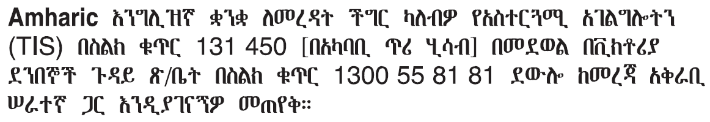 Amharic እንግሊዝኛ ቋንቋ ለመረዳት ችግር ካለብዎ የአስተርጓሚ አገልግሎትን
(TIS) በስልክ ቁጥር 131 450 [በአካባቢ ጥሪ ሂሳብ] በመደወል በቪክቶሪያ
ደንበኞች ጉዳይ ጽ/ቤት በስልክ ቁጥር 1300 55 81 81 ደውሎ ከመረጃ አቅራቢ
ሠራተኛ ጋር እንዲያገናኝዎ መጠየቅ።